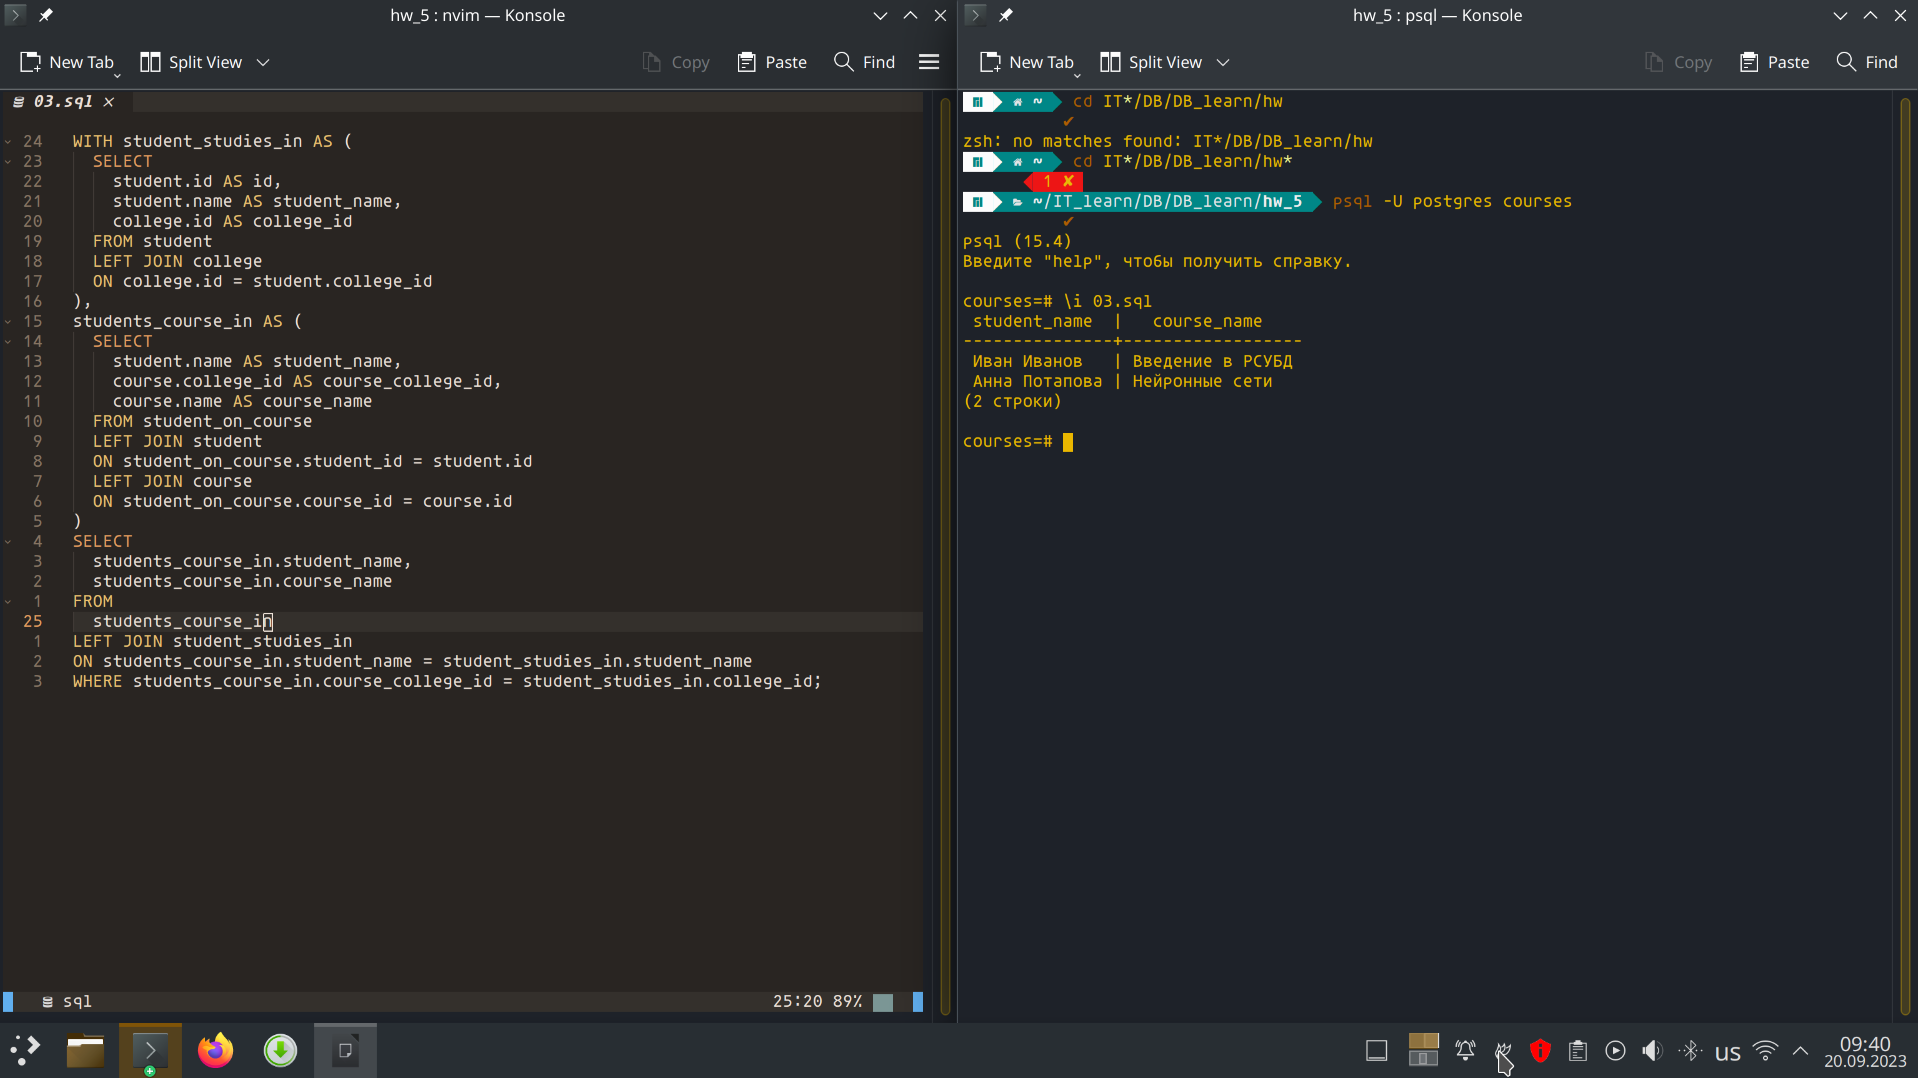 hw_5 : nvim — Konsole
New Tab
Split View
Copy
Paste
Find
03.sql ×
24 WITH student_studies_in AS (
23 SELECT
22 student.id AS id,
21 student.name AS student_name,
20 college.id AS college_id
19 FROM student
18 LEFT JOIN college
17 ON college.id = student.college_id
16 ),
15 students_course_in AS (
14 SELECT
13 student.name AS student_name,
12 course.college_id AS course_college_id,
11 course.name AS course_name
10 FROM student_on_course
9 LEFT JOIN student
8 ON student_on_course.student_id = student.id
7 LEFT JOIN course
6 ON student_on_course.course_id = course.id
5 )
4 SELECT
3 students_course_in.student_name,
2 students_course_in.course_name
1 FROM
25 students_course_in
1 LEFT JOIN student_studies_in
2 ON students_course_in.student_name = student_studies_in.student_name
3 WHERE students_course_in.course_college_id = student_studies_in.college_id;
sql 25:20 89%
hw_5 : psql — Konsole
New Tab
Split View
Copy
Paste
Find
~ cd IT*/DB/DB_learn/hw
✔
zsh: no matches found: IT*/DB/DB_learn/hw
~ cd IT*/DB/DB_learn/hw*
1 ✘
~/IT_learn/DB/DB_learn/hw_5 psql -U postgres courses
✔
psql (15.4)
Введите "help", чтобы получить справку.
courses=# \i 03.sql
student_name | course_name
---------------+------------------
Иван Иванов | Введение в РСУБД
Анна Потапова | Нейронные сети
(2 строки)
courses=#
us
09:40
20.09.2023